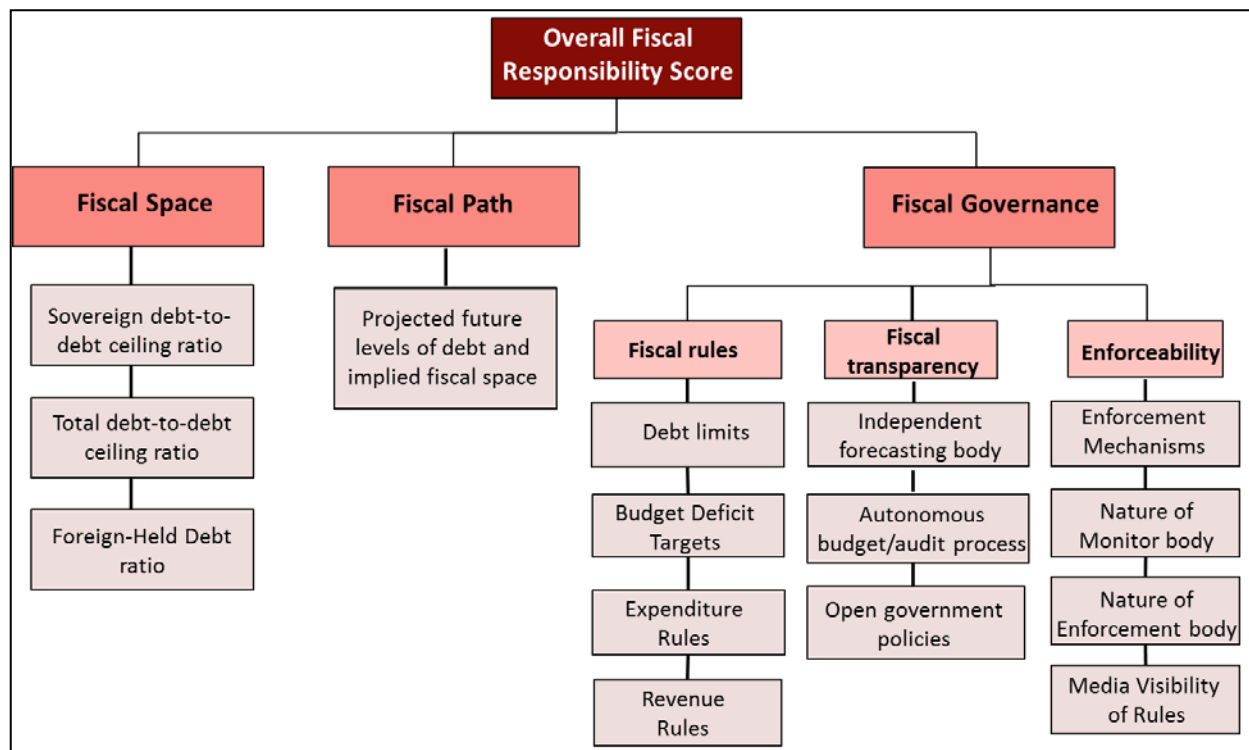 Overall Fiscal
Responsibility Score
Fiscal Space
Fiscal Path
Fiscal Governance
Sovereign debt-to-
debt ceiling ratio
Total debt-to-debt
ceiling ratio
Foreign-Held Debt
ratio
Projected future
levels of debt and
implied fiscal space
Fiscal rules
Debt limits
Budget Deficit
Targets
Expenditure
Rules
Revenue
Rules
Fiscal
transparency
Independent
forecasting body
Autonomous
budget/audit process
Open government
policies
Enforceability
Enforcement
Mechanisms
Nature of
Monitor body
Nature of
Enforcement body
Media Visibility
of Rules